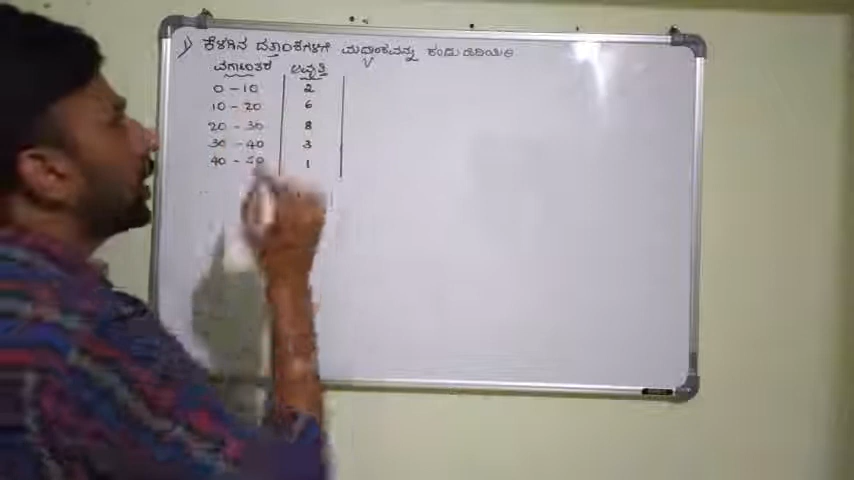 1) ಕೆಳಗಿನ ದತ್ತಾಂಕಗಳಿಗೆ ಮಧ್ಯಾಂಕವನ್ನು ಕಂಡು ಹಿಡಿಯಿರಿ
ವರ್ಗಾಂತರ ಆವೃತ್ತಿ
0 - 10 2
10 - 20 6
20 - 30 8
30 - 40 3
40 - 50 1